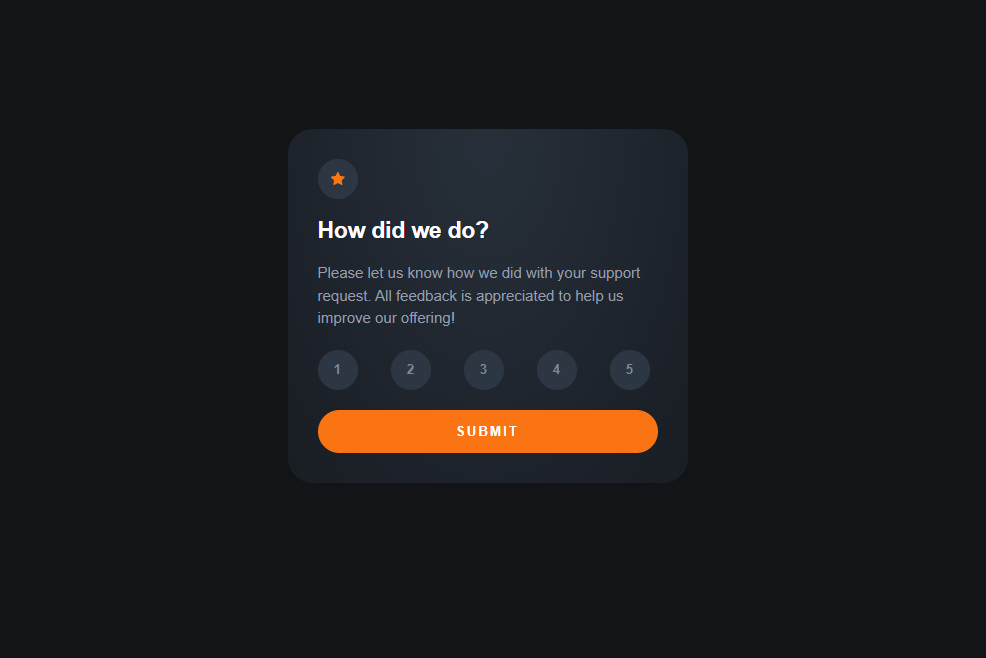 How did we do?
Please let us know how we did with your support
request. All feedback is appreciated to help us
improve our offering!
1 2 3 4 5
SUBMIT